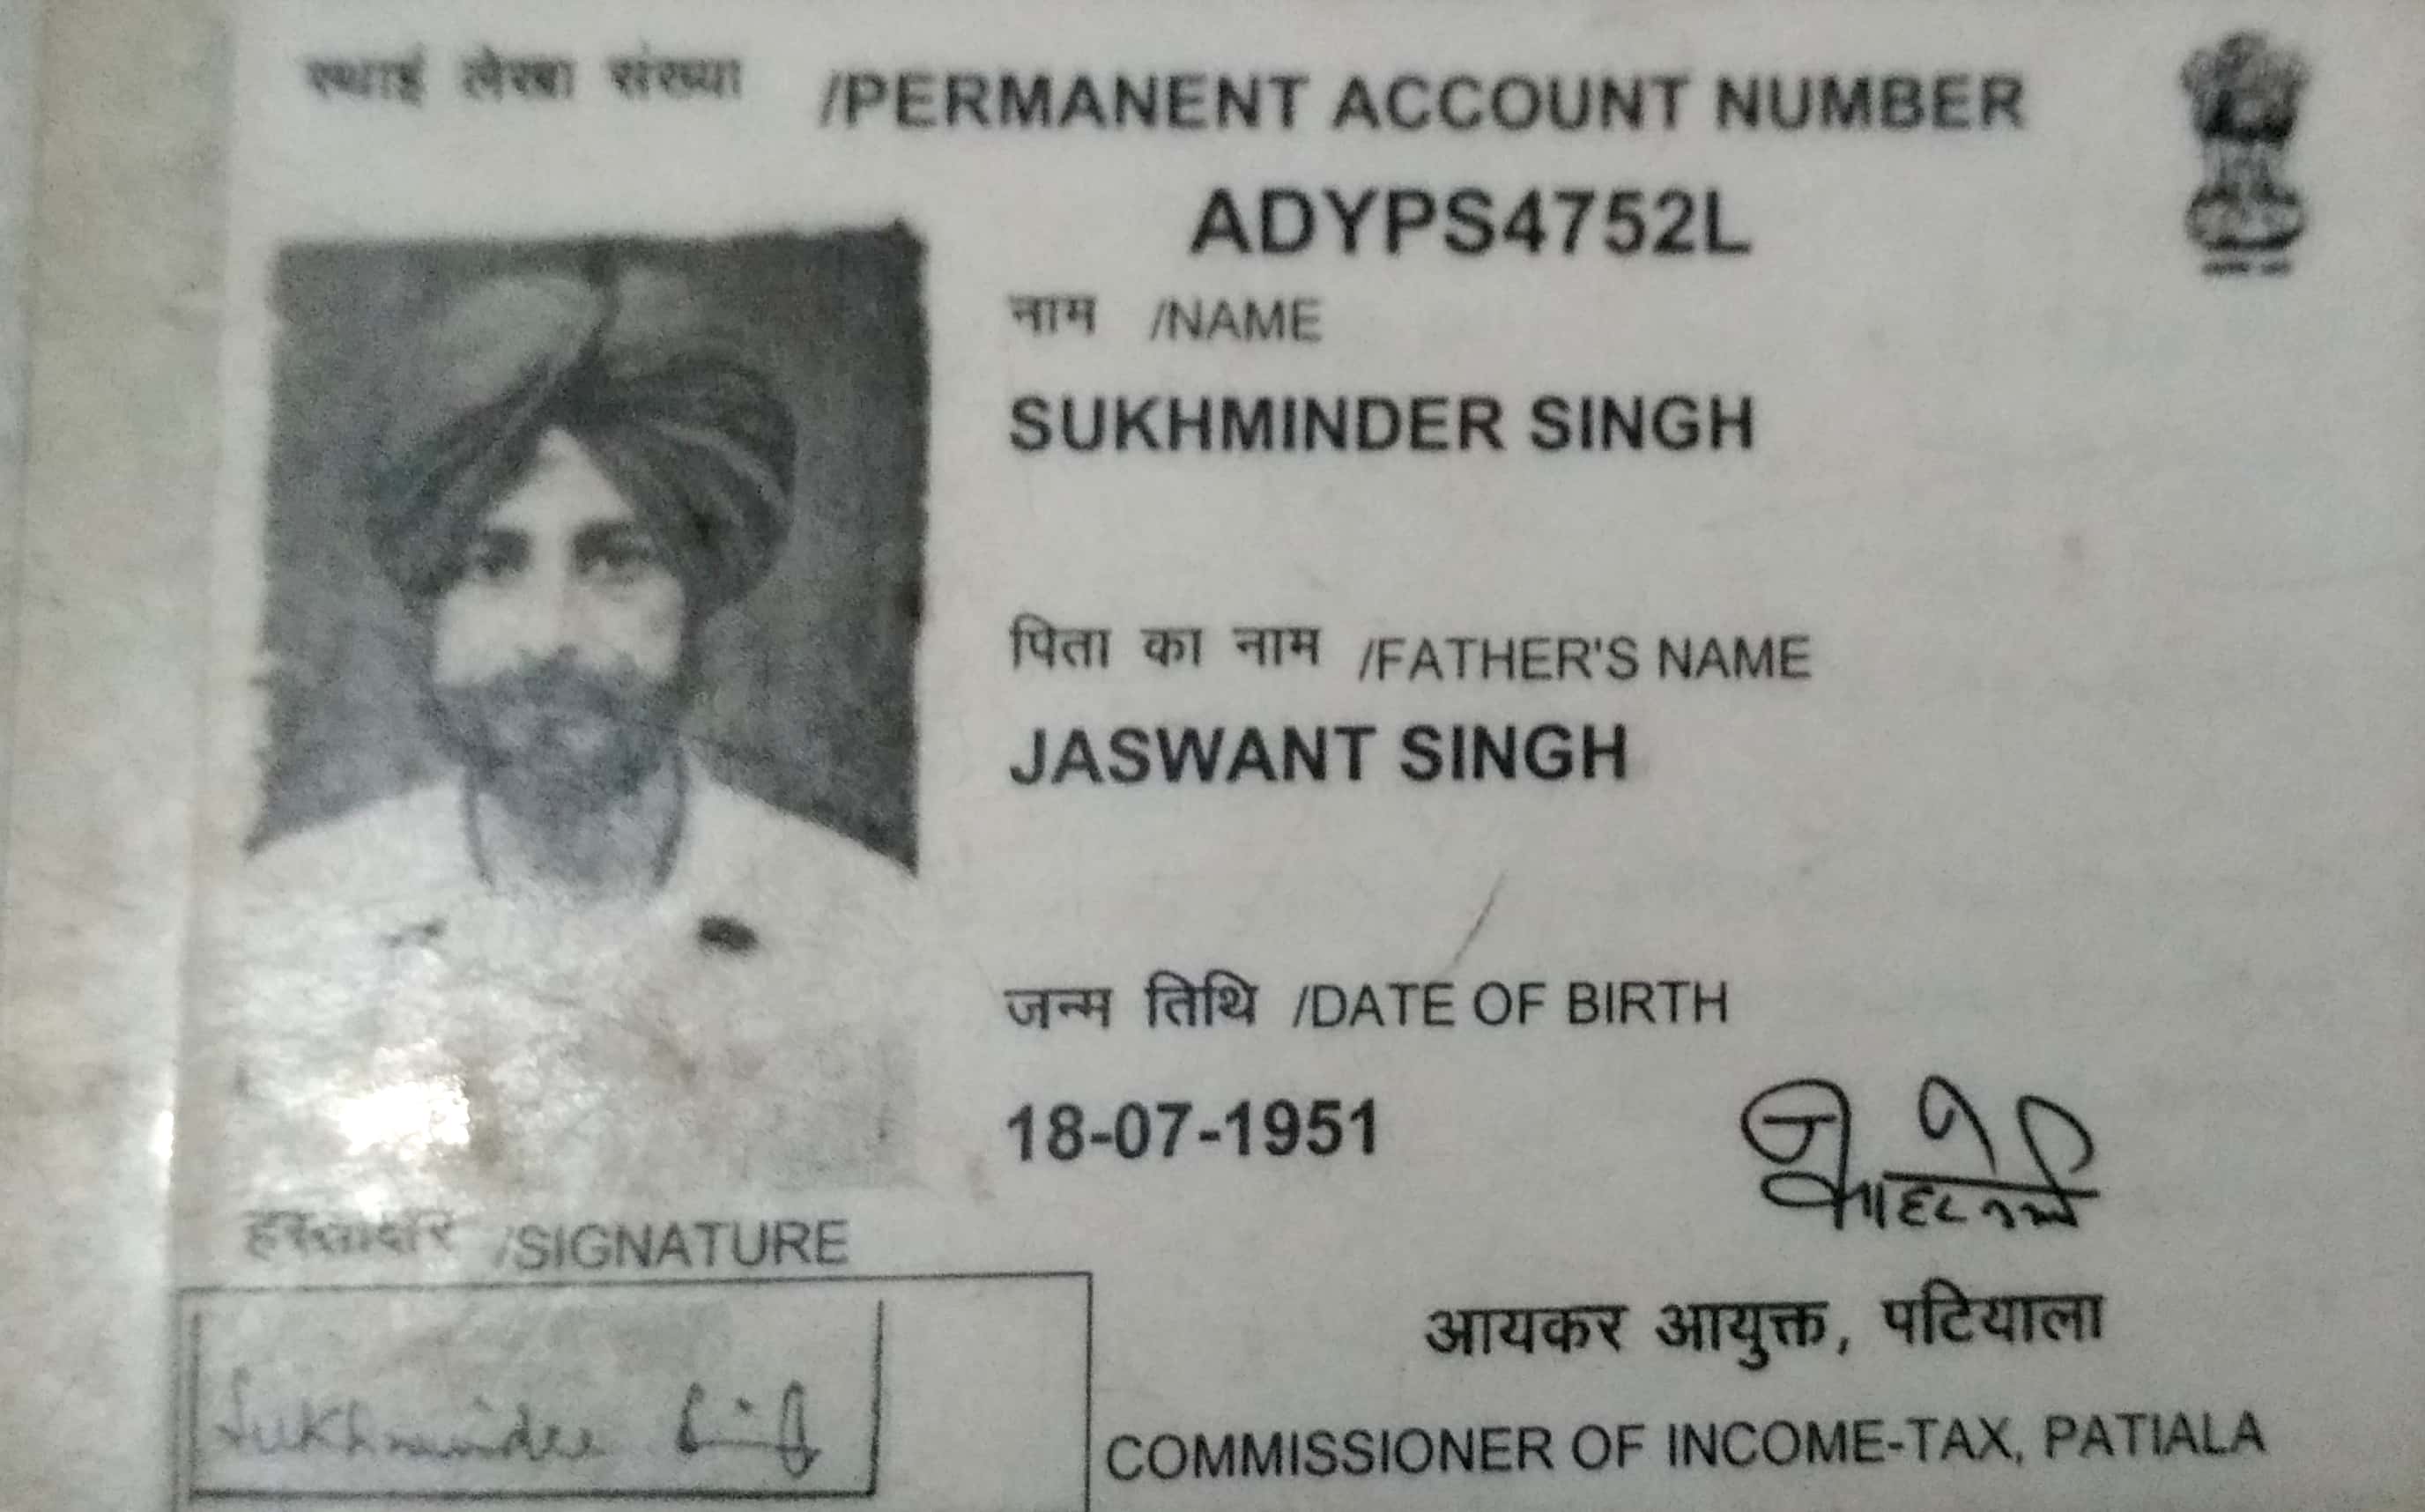 स्थाई लेखा संख्या /PERMANENT ACCOUNT NUMBER
ADYPS4752L
नाम /NAME
SUKHMINDER SINGH
पिता का नाम /FATHER'S NAME
JASWANT SINGH
जन्म तिथि /DATE OF BIRTH
18-07-1951
हस्ताक्षर /SIGNATURE
Sukhminder Singh
आयकर आयुक्त, पटियाला
COMMISSIONER OF INCOME-TAX, PATIALA